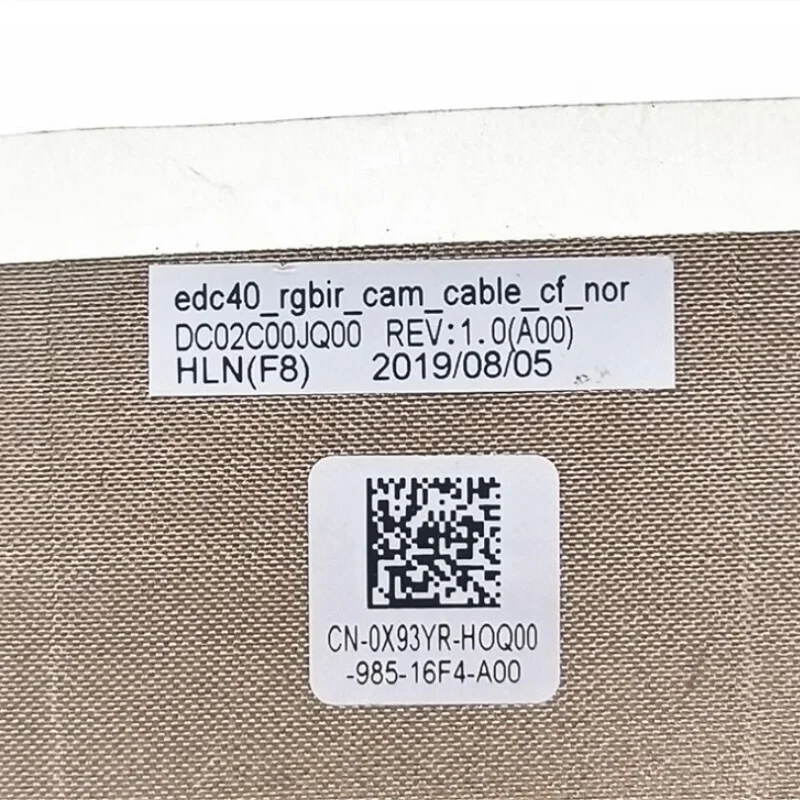 edc40_rgbir_cam_cable_cf_nor
DC02C00JQ00 REV:1.0(A00)
HLN(F8) 2019/08/05
CN-0X93YR-HOQ00
-985-16F4-A00